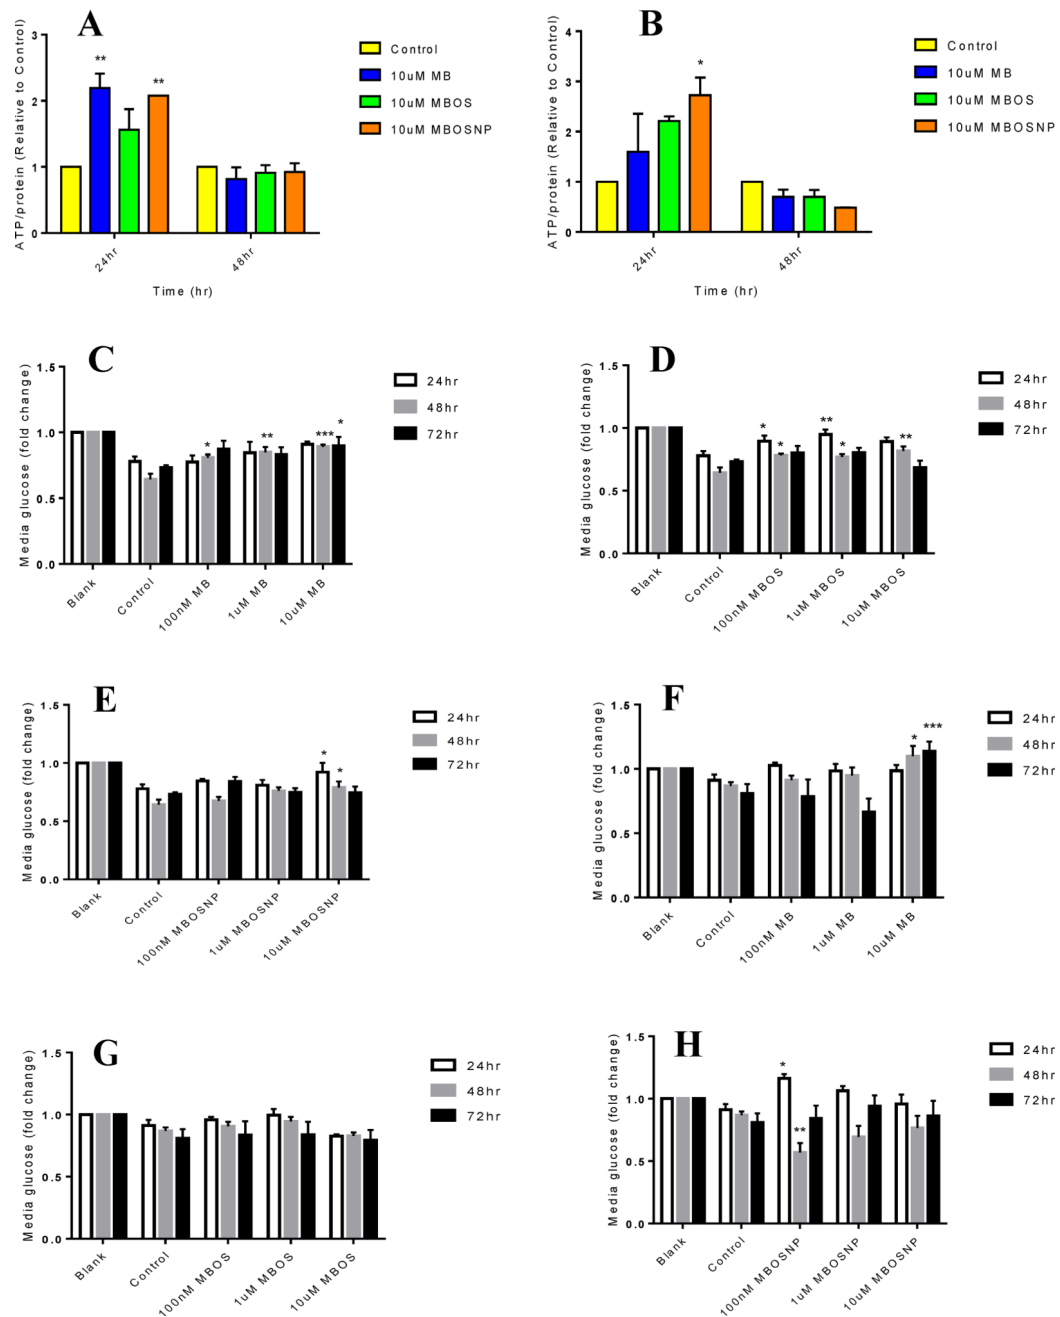 A
ATP/protein (Relative to Control)
3
2
1
0
**
**
24hr
48hr
Time (hr)
Control
10uM MB
10uM MBOS
10uM MBOSNP
B
ATP/protein (Relative to Control)
4
3
2
1
0
*
24hr
48hr
Time (hr)
Control
10uM MB
10uM MBOS
10uM MBOSNP
C
Media glucose (fold change)
1.5
1.0
0.5
0.0
*
**
***
*
Blank
Control
100nM MB
1uM MB
10uM MB
24hr
48hr
72hr
D
Media glucose (fold change)
1.5
1.0
0.5
0.0
*
*
**
*
**
Blank
Control
100nM MBOS
1uM MBOS
10uM MBOS
24hr
48hr
72hr
E
Media glucose (fold change)
1.5
1.0
0.5
0.0
*
*
Blank
Control
100nM MBOSNP
1uM MBOSNP
10uM MBOSNP
24hr
48hr
72hr
F
Media glucose (fold change)
1.5
1.0
0.5
0.0
*
***
Blank
Control
100nM MB
1uM MB
10uM MB
24hr
48hr
72hr
G
Media glucose (fold change)
1.5
1.0
0.5
0.0
Blank
Control
100nM MBOS
1uM MBOS
10uM MBOS
24hr
48hr
72hr
H
Media glucose (fold change)
1.5
1.0
0.5
0.0
*
**
Blank
Control
100nM MBOSNP
1uM MBOSNP
10uM MBOSNP
24hr
48hr
72hr